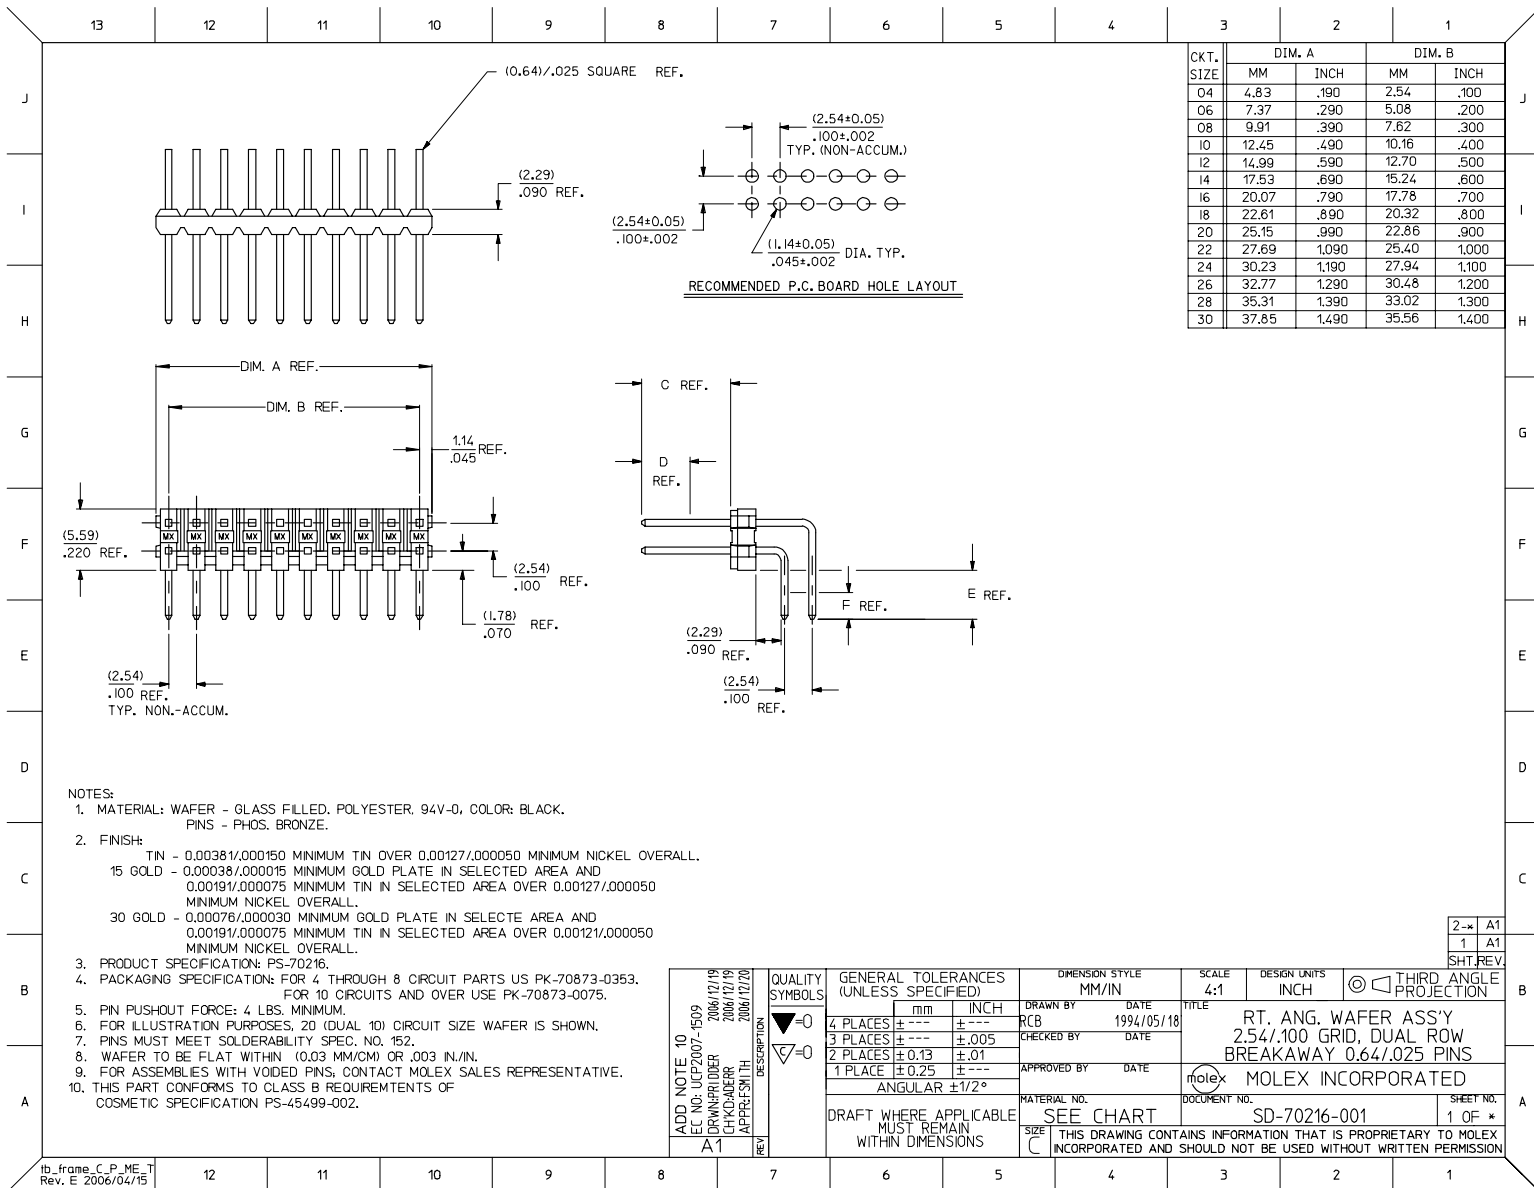 13 12 11 10 9 8 7 6 5 4 3 2 1
J
I
H
G
F
E
D
C
B
A
(0.64)/.025 SQUARE REF.
(2.29)
.090 REF.
(2.54±0.05)
.100±.002
TYP. (NON-ACCUM.)
(2.54±0.05)
.100±.002
(1.14±0.05)
.045±.002 DIA. TYP.
RECOMMENDED P.C. BOARD HOLE LAYOUT
CKT. SIZE DIM. A DIM. B
MM INCH MM INCH
04 4.83 .190 2.54 .100
06 7.37 .290 5.08 .200
08 9.91 .390 7.62 .300
10 12.45 .490 10.16 .400
12 14.99 .590 12.70 .500
14 17.53 .690 15.24 .600
16 20.07 .790 17.78 .700
18 22.61 .890 20.32 .800
20 25.15 .990 22.86 .900
22 27.69 1.090 25.40 1.000
24 30.23 1.190 27.94 1.100
26 32.77 1.290 30.48 1.200
28 35.31 1.390 33.02 1.300
30 37.85 1.490 35.56 1.400
DIM. A REF.
DIM. B REF.
1.14
.045 REF.
C REF.
D
REF.
(5.59)
.220 REF.
MX MX MX MX MX MX MX MX MX MX
(2.54)
.100 REF.
(1.78)
.070 REF.
(2.54)
.100 REF.
TYP. NON.-ACCUM.
F REF.
E REF.
(2.29)
.090 REF.
(2.54)
.100 REF.
NOTES:
1. MATERIAL: WAFER - GLASS FILLED. POLYESTER, 94V-0, COLOR: BLACK.
PINS - PHOS. BRONZE.
2. FINISH:
TIN - 0.00381/.000150 MINIMUM TIN OVER 0.00127/.000050 MINIMUM NICKEL OVERALL.
15 GOLD - 0.00038/.000015 MINIMUM GOLD PLATE IN SELECTED AREA AND
0.00191/.000075 MINIMUM TIN IN SELECTED AREA OVER 0.00127/.000050
MINIMUM NICKEL OVERALL.
30 GOLD - 0.00076/.000030 MINIMUM GOLD PLATE IN SELECTE AREA AND
0.00191/.000075 MINIMUM TIN IN SELECTED AREA OVER 0.00121/.000050
MINIMUM NICKEL OVERALL.
3. PRODUCT SPECIFICATION: PS-70216.
4. PACKAGING SPECIFICATION: FOR 4 THROUGH 8 CIRCUIT PARTS US PK-70873-0353.
FOR 10 CIRCUITS AND OVER USE PK-70873-0075.
5. PIN PUSHOUT FORCE: 4 LBS. MINIMUM.
6. FOR ILLUSTRATION PURPOSES, 20 (DUAL 10) CIRCUIT SIZE WAFER IS SHOWN.
7. PINS MUST MEET SOLDERABILITY SPEC. NO. 152.
8. WAFER TO BE FLAT WITHIN (0.03 MM/CM) OR .003 IN./IN.
9. FOR ASSEMBLIES WITH VOIDED PINS; CONTACT MOLEX SALES REPRESENTATIVE.
10. THIS PART CONFORMS TO CLASS B REQUIREMTENTS OF
COSMETIC SPECIFICATION PS-45499-002.
2-* A1
1 A1
SHT. REV.
ADD NOTE 10
EC NO: UCP2007-1509
DRWN:PRIDDER 2006/12/19
CH'KD:ADERR 2006/12/19
APPR:FSMITH 2006/12/20
A1
DESCRIPTION
REV
QUALITY
SYMBOLS
=0
C =0
GENERAL TOLERANCES
(UNLESS SPECIFIED)
mm INCH
4 PLACES ± --- ± ---
3 PLACES ± --- ± .005
2 PLACES ± 0.13 ± .01
1 PLACE ± 0.25 ± ---
ANGULAR ±1/2°
DRAFT WHERE APPLICABLE
MUST REMAIN
WITHIN DIMENSIONS
DIMENSION STYLE
MM/IN
SCALE
4:1
DESIGN UNITS
INCH
THIRD ANGLE
PROJECTION
DRAWN BY DATE
RCB 1994/05/18
CHECKED BY DATE
APPROVED BY DATE
TITLE
RT. ANG. WAFER ASS'Y
2.54/.100 GRID, DUAL ROW
BREAKAWAY 0.64/.025 PINS
molex MOLEX INCORPORATED
MATERIAL NO.
SEE CHART
DOCUMENT NO.
SD-70216-001
SHEET NO.
1 OF *
SIZE
C
THIS DRAWING CONTAINS INFORMATION THAT IS PROPRIETARY TO MOLEX
INCORPORATED AND SHOULD NOT BE USED WITHOUT WRITTEN PERMISSION
J
I
H
G
F
E
D
C
B
A
tb_frame_C_P_ME_T
Rev. E 2006/04/15
12 11 10 9 8 7 6 5 4 3 2 1